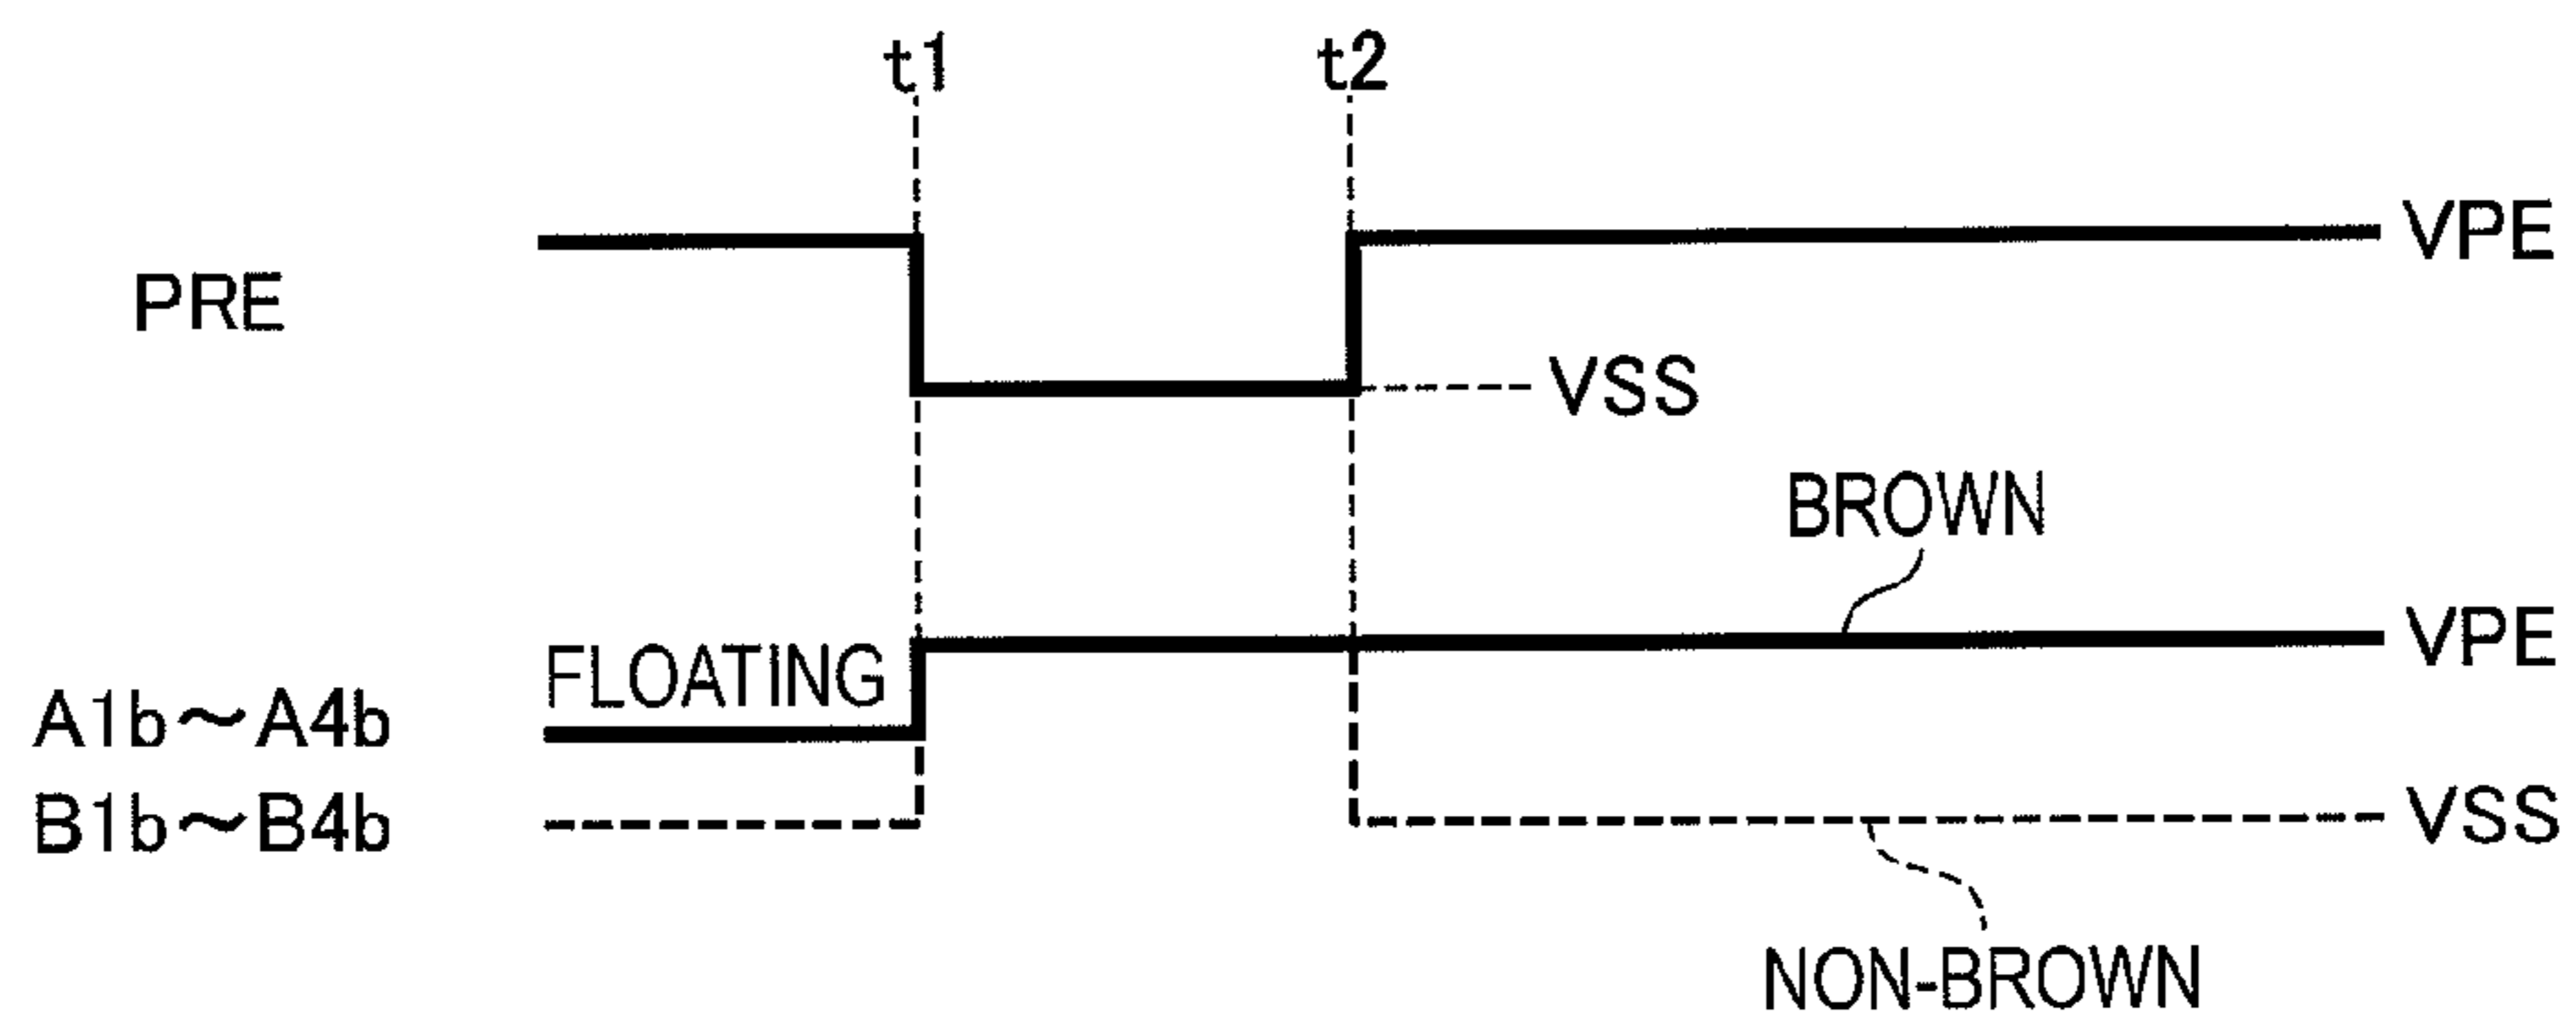 t1
t2
VPE
PRE
VSS
BROWN
VPE
FLOATING
A1b～A4b
B1b～B4b
VSS
NON-BROWN